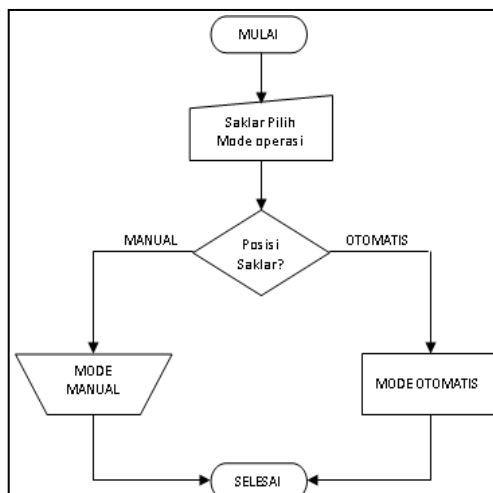 MULAI
Saklar Pilih
Mode operasi
MANUAL
Posisi
Saklar?
OTOMATIS
MODE
MANUAL
MODE OTOMATIS
SELESAI